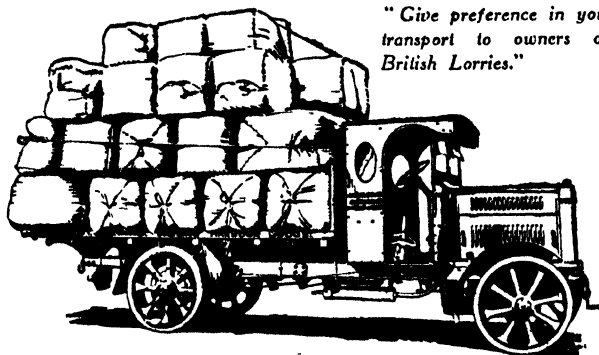 "Give preference in you
transport to owners o
British Lorries."